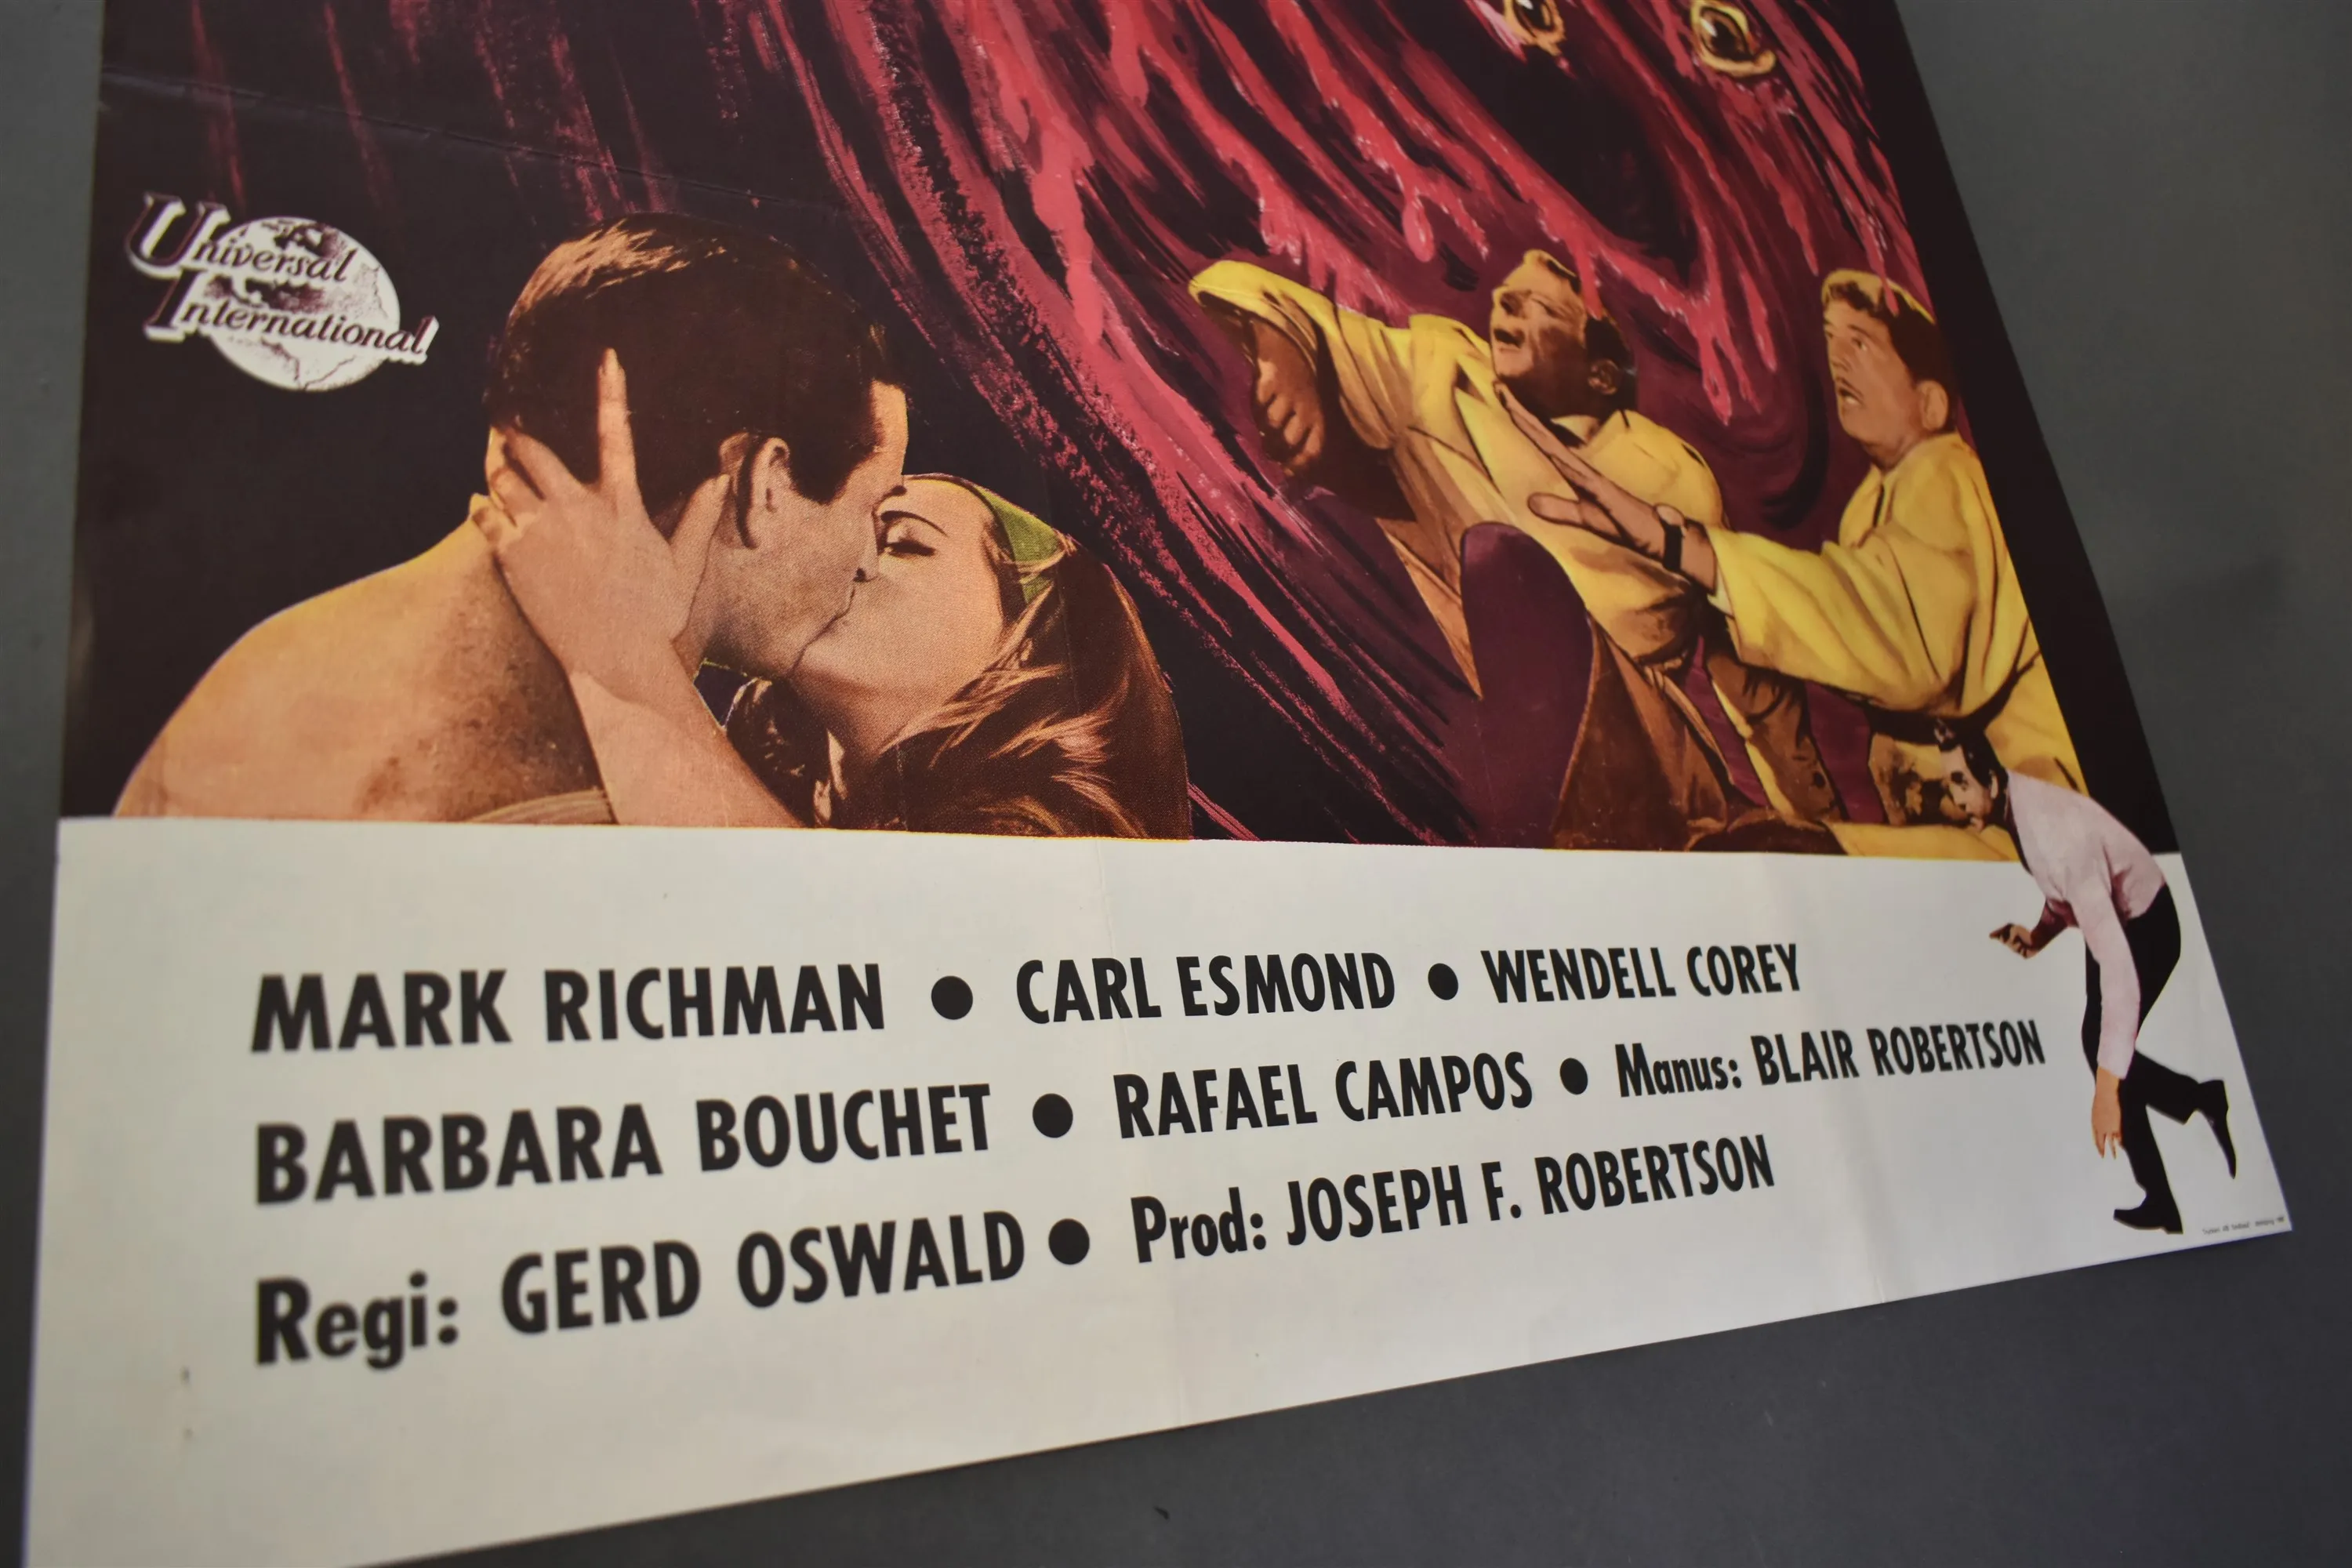 Universal
International
MARK RICHMAN ● CARL ESMOND ● WENDELL COREY
BARBARA BOUCHET ● RAFAEL CAMPOS ● Manus: BLAIR ROBERTSON
Regi: GERD OSWALD ● Prod: JOSEPH F. ROBERTSON